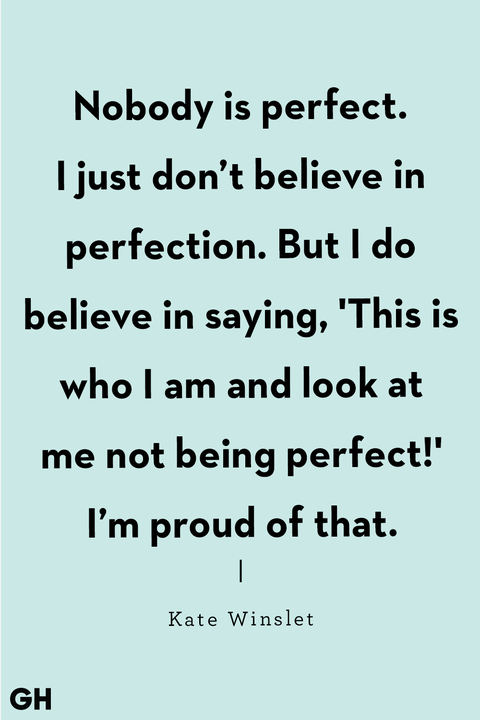 Nobody is perfect.
I just don’t believe in
perfection. But I do
believe in saying, 'This is
who I am and look at
me not being perfect!'
I’m proud of that.
Kate Winslet
GH